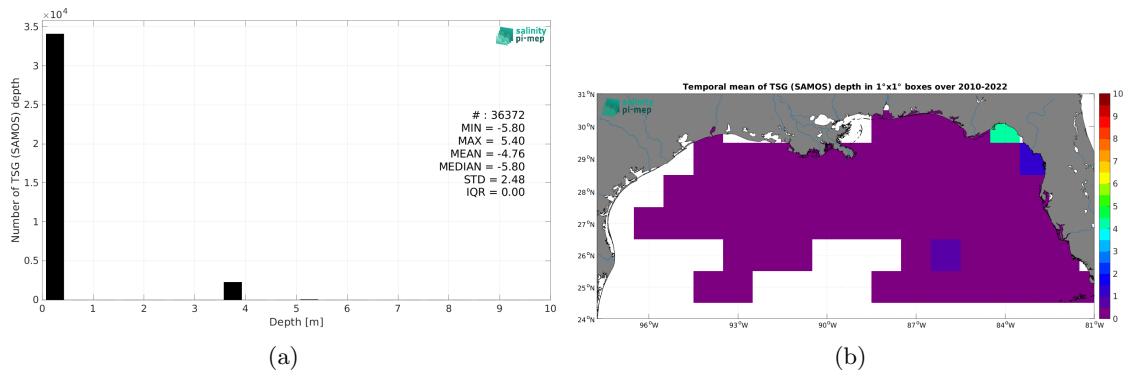 ×10⁴
3.5
3
2.5
2
1.5
1
0.5
0
Number of TSG (SAMOS) depth
salinity
pi-mep
# : 36372
MIN = -5.80
MAX = 5.40
MEAN = -4.76
MEDIAN = -5.80
STD = 2.48
IQR = 0.00
0 1 2 3 4 5 6 7 8 9 10
Depth [m]
(a)
Temporal mean of TSG (SAMOS) depth in 1°x1° boxes over 2010-2022
salinity
pi-mep
31°N
30°N
29°N
28°N
27°N
26°N
25°N
24°N
96°W 93°W 90°W 87°W 84°W 81°W
10
9
8
7
6
5
4
3
2
1
0
(b)